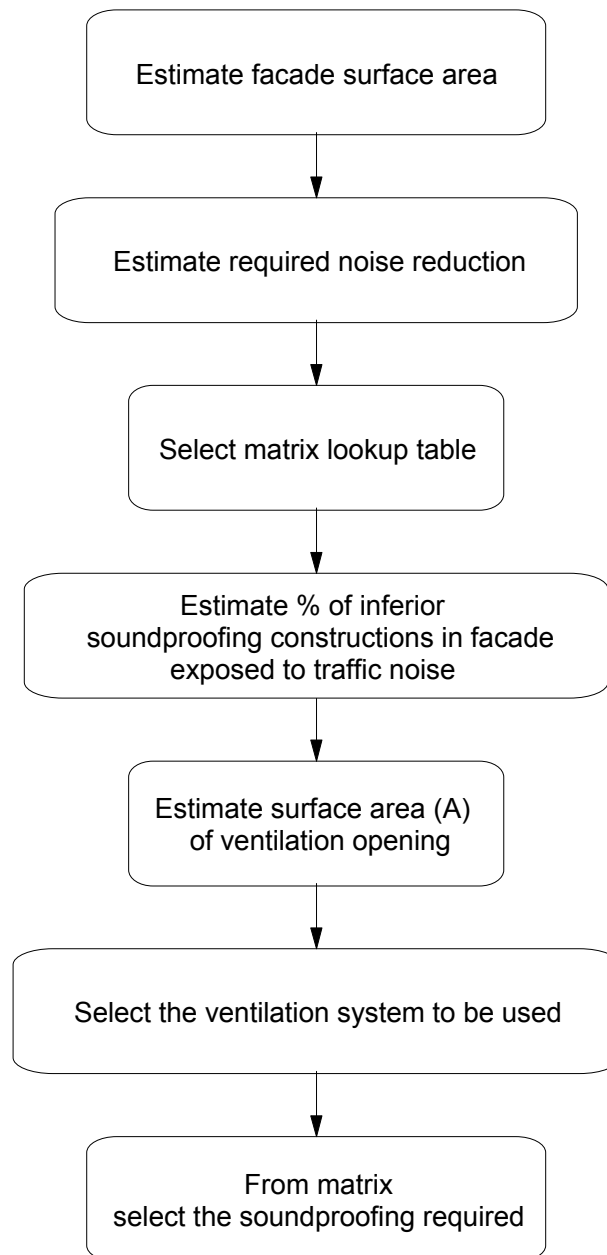 Estimate facade surface area
Estimate required noise reduction
Select matrix lookup table
Estimate % of inferior
soundproofing constructions in facade
exposed to traffic noise
Estimate surface area (A)
of ventilation opening
Select the ventilation system to be used
From matrix
select the soundproofing required